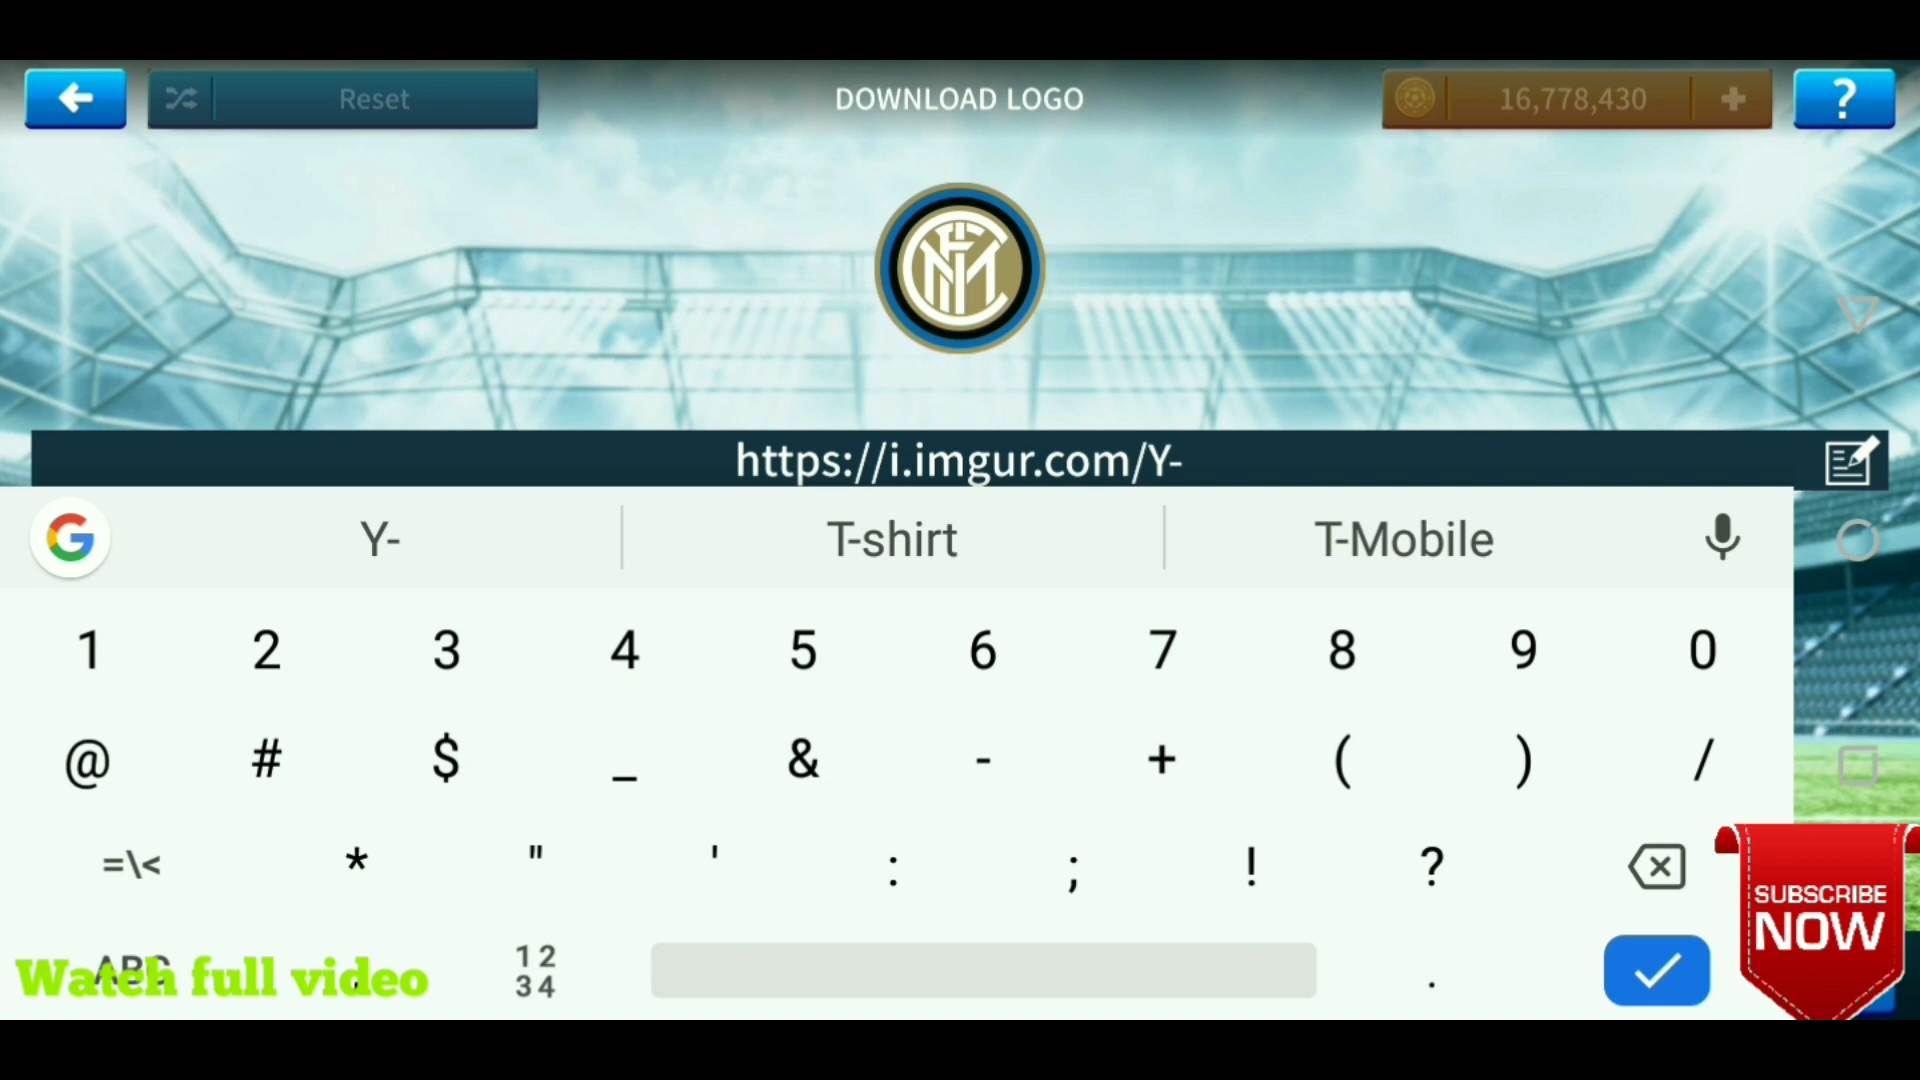 Reset
DOWNLOAD LOGO
16,778,430
?
https://i.imgur.com/Y-
Y-
T-shirt
T-Mobile
1 2 3 4 5 6 7 8 9 0
@ # $ _ & - + ( ) /
=\< * " ' : ; ! ?
ABC , 12 34 .
Watch full video
SUBSCRIBE
NOW